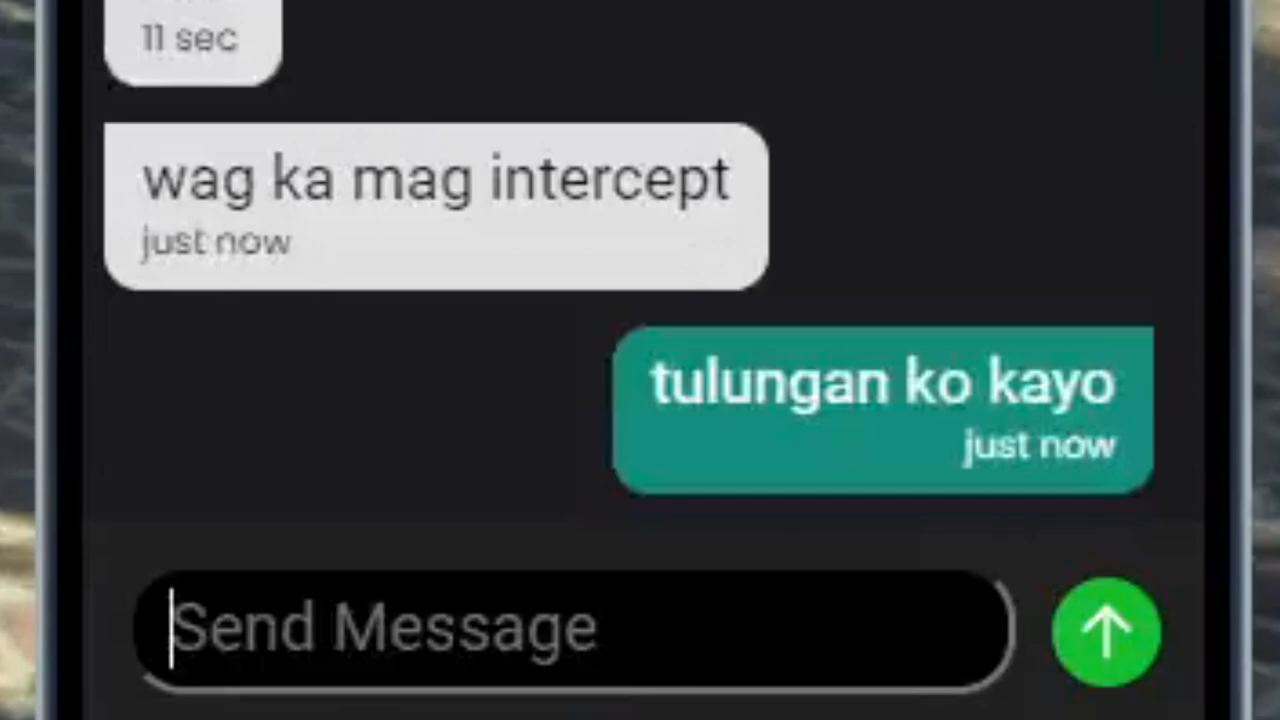 11 sec
wag ka mag intercept
just now
tulungan ko kayo
just now
Send Message